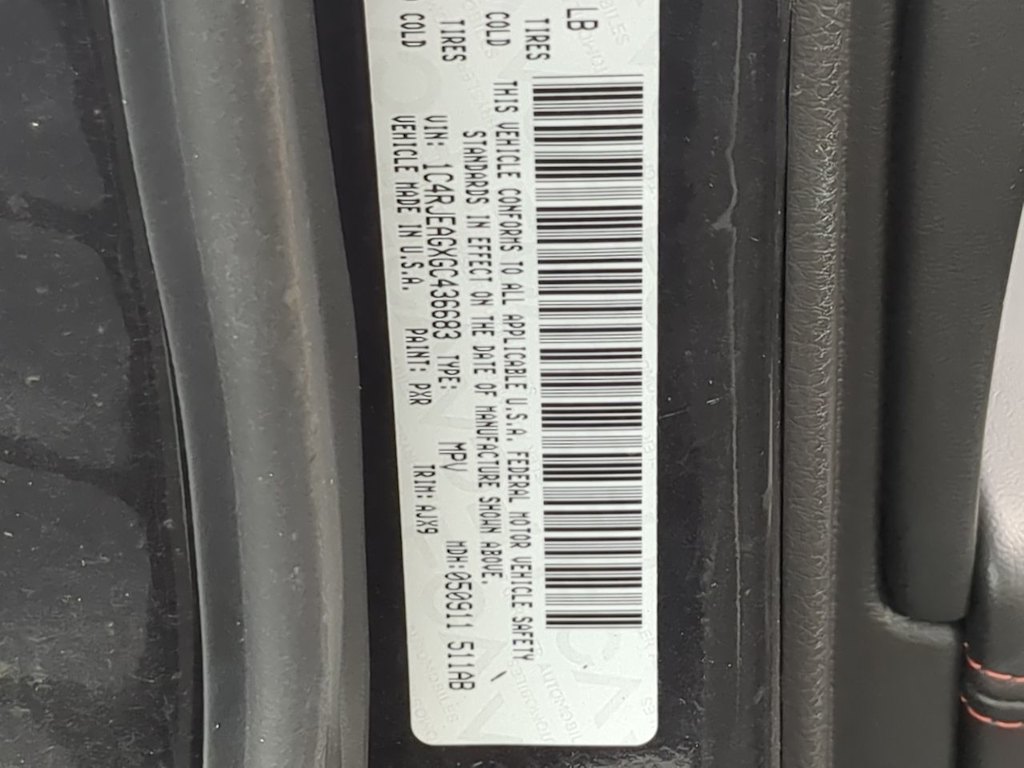 LB
TIRES COLD
TIRES COLD
THIS VEHICLE CONFORMS TO ALL APPLICABLE U.S.A. FEDERAL MOTOR VEHICLE SAFETY
STANDARDS IN EFFECT ON THE DATE OF MANUFACTURE SHOWN ABOVE.
VIN: 1C4RJEAGXGC436683 TYPE: MPV MDH:050911 511AB
VEHICLE MADE IN U.S.A. PAINT: PXR TRIM:AJX9